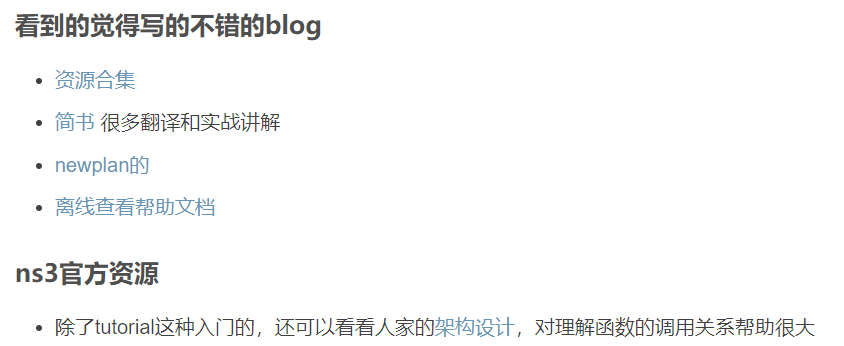 看到的觉得写的不错的blog
资源合集
简书 很多翻译和实战讲解
newplan的
离线查看帮助文档
ns3官方资源
除了tutorial这种入门的，还可以看看人家的架构设计，对理解函数的调用关系帮助很大